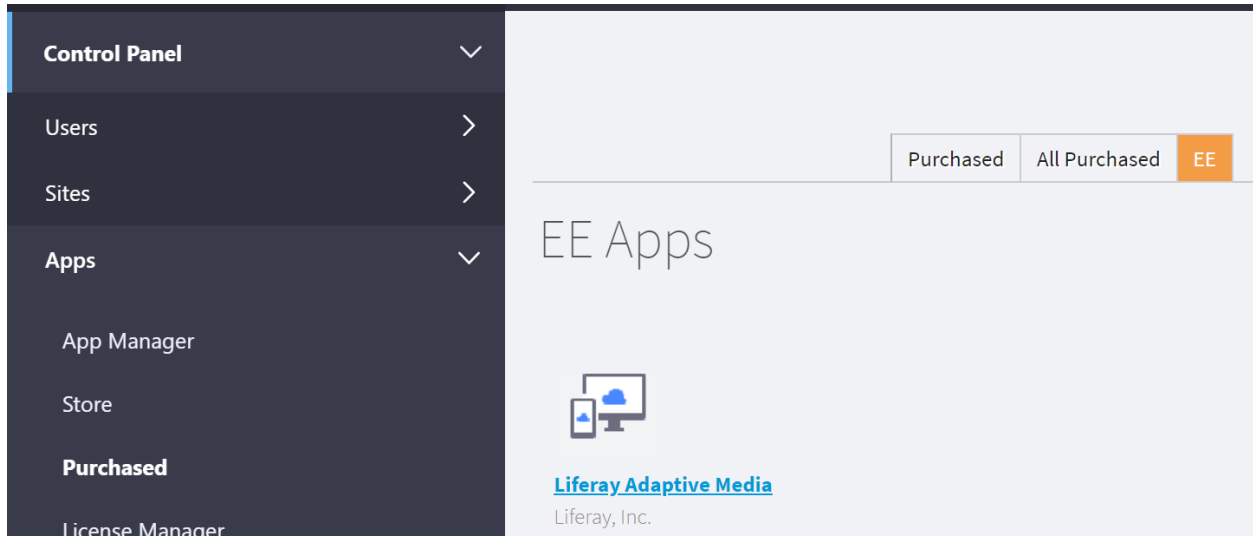 Control Panel
Users
Sites
Apps
App Manager
Store
Purchased
License Manager
Purchased
All Purchased
EE
EE Apps
Liferay Adaptive Media
Liferay, Inc.